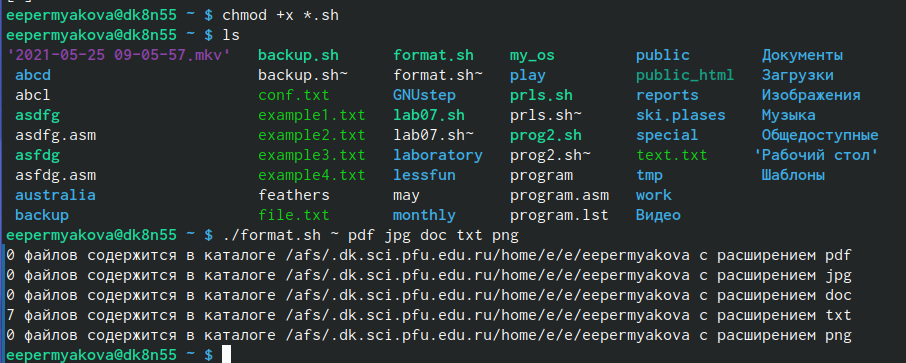 eepermyakova@dk8n55 ~ $ chmod +x *.sh
eepermyakova@dk8n55 ~ $ ls
'2021-05-25 09-05-57.mkv' backup.sh format.sh my_os public Документы
abcd backup.sh~ format.sh~ play public_html Загрузки
abcl conf.txt GNUstep prls.sh reports Изображения
asdfg example1.txt lab07.sh prls.sh~ ski.plases Музыка
asdfg.asm example2.txt lab07.sh~ prog2.sh special Общедоступные
asfdg example3.txt laboratory prog2.sh~ text.txt 'Рабочий стол'
asfdg.asm example4.txt lessfun program tmp Шаблоны
australia feathers may program.asm work
backup file.txt monthly program.lst Видео
eepermyakova@dk8n55 ~ $ ./format.sh ~ pdf jpg doc txt png
0 файлов содержится в каталоге /afs/.dk.sci.pfu.edu.ru/home/e/e/eepermyakova с расширением pdf
0 файлов содержится в каталоге /afs/.dk.sci.pfu.edu.ru/home/e/e/eepermyakova с расширением jpg
0 файлов содержится в каталоге /afs/.dk.sci.pfu.edu.ru/home/e/e/eepermyakova с расширением doc
7 файлов содержится в каталоге /afs/.dk.sci.pfu.edu.ru/home/e/e/eepermyakova с расширением txt
0 файлов содержится в каталоге /afs/.dk.sci.pfu.edu.ru/home/e/e/eepermyakova с расширением png
eepermyakova@dk8n55 ~ $